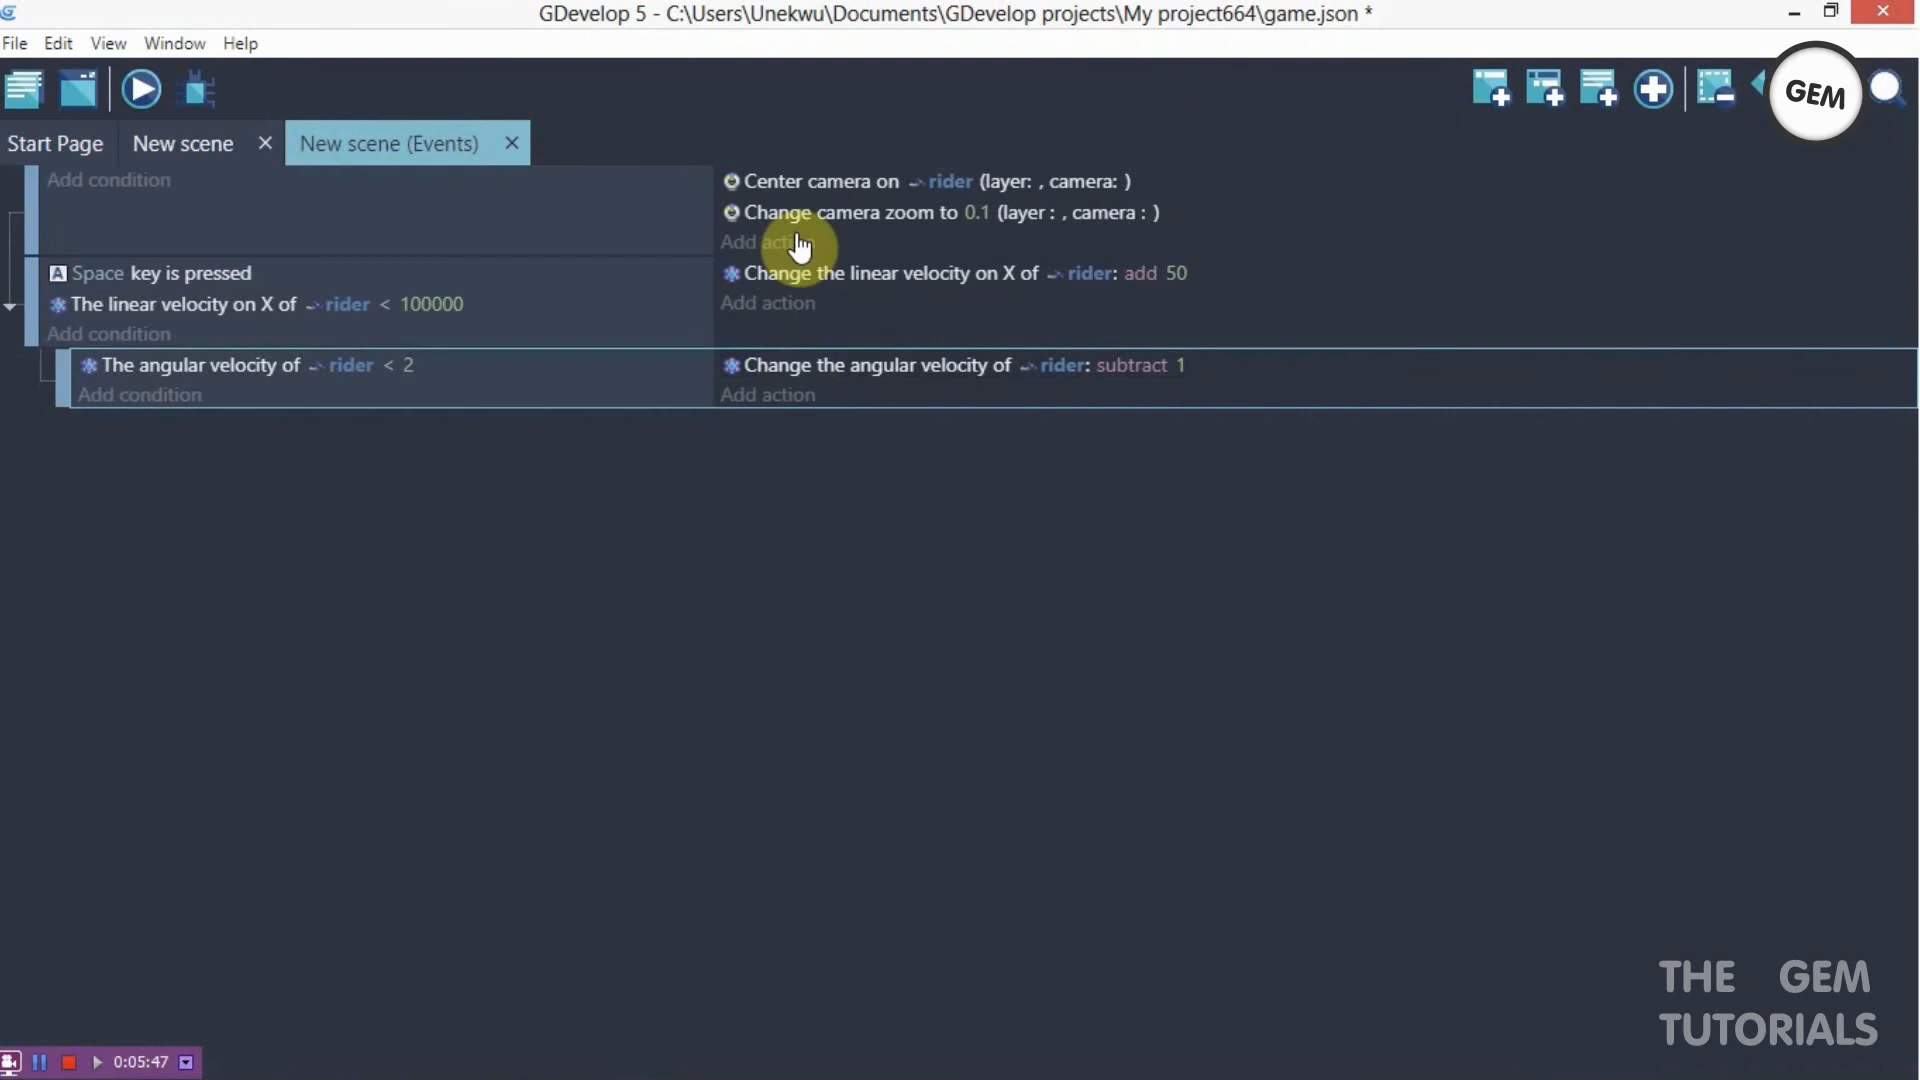 GDevelop 5 - C:\Users\Unekwu\Documents\GDevelop projects\My project664\game.json *
File Edit View Window Help
GEM
Start Page New scene × New scene (Events) ×
Add condition
Center camera on rider (layer: , camera: )
Change camera zoom to 0.1 (layer : , camera : )
Add action
Space key is pressed
The linear velocity on X of rider < 100000
Add condition
Change the linear velocity on X of rider: add 50
Add action
The angular velocity of rider < 2
Add condition
Change the angular velocity of rider: subtract 1
Add action
THE GEM
TUTORIALS
0:05:47